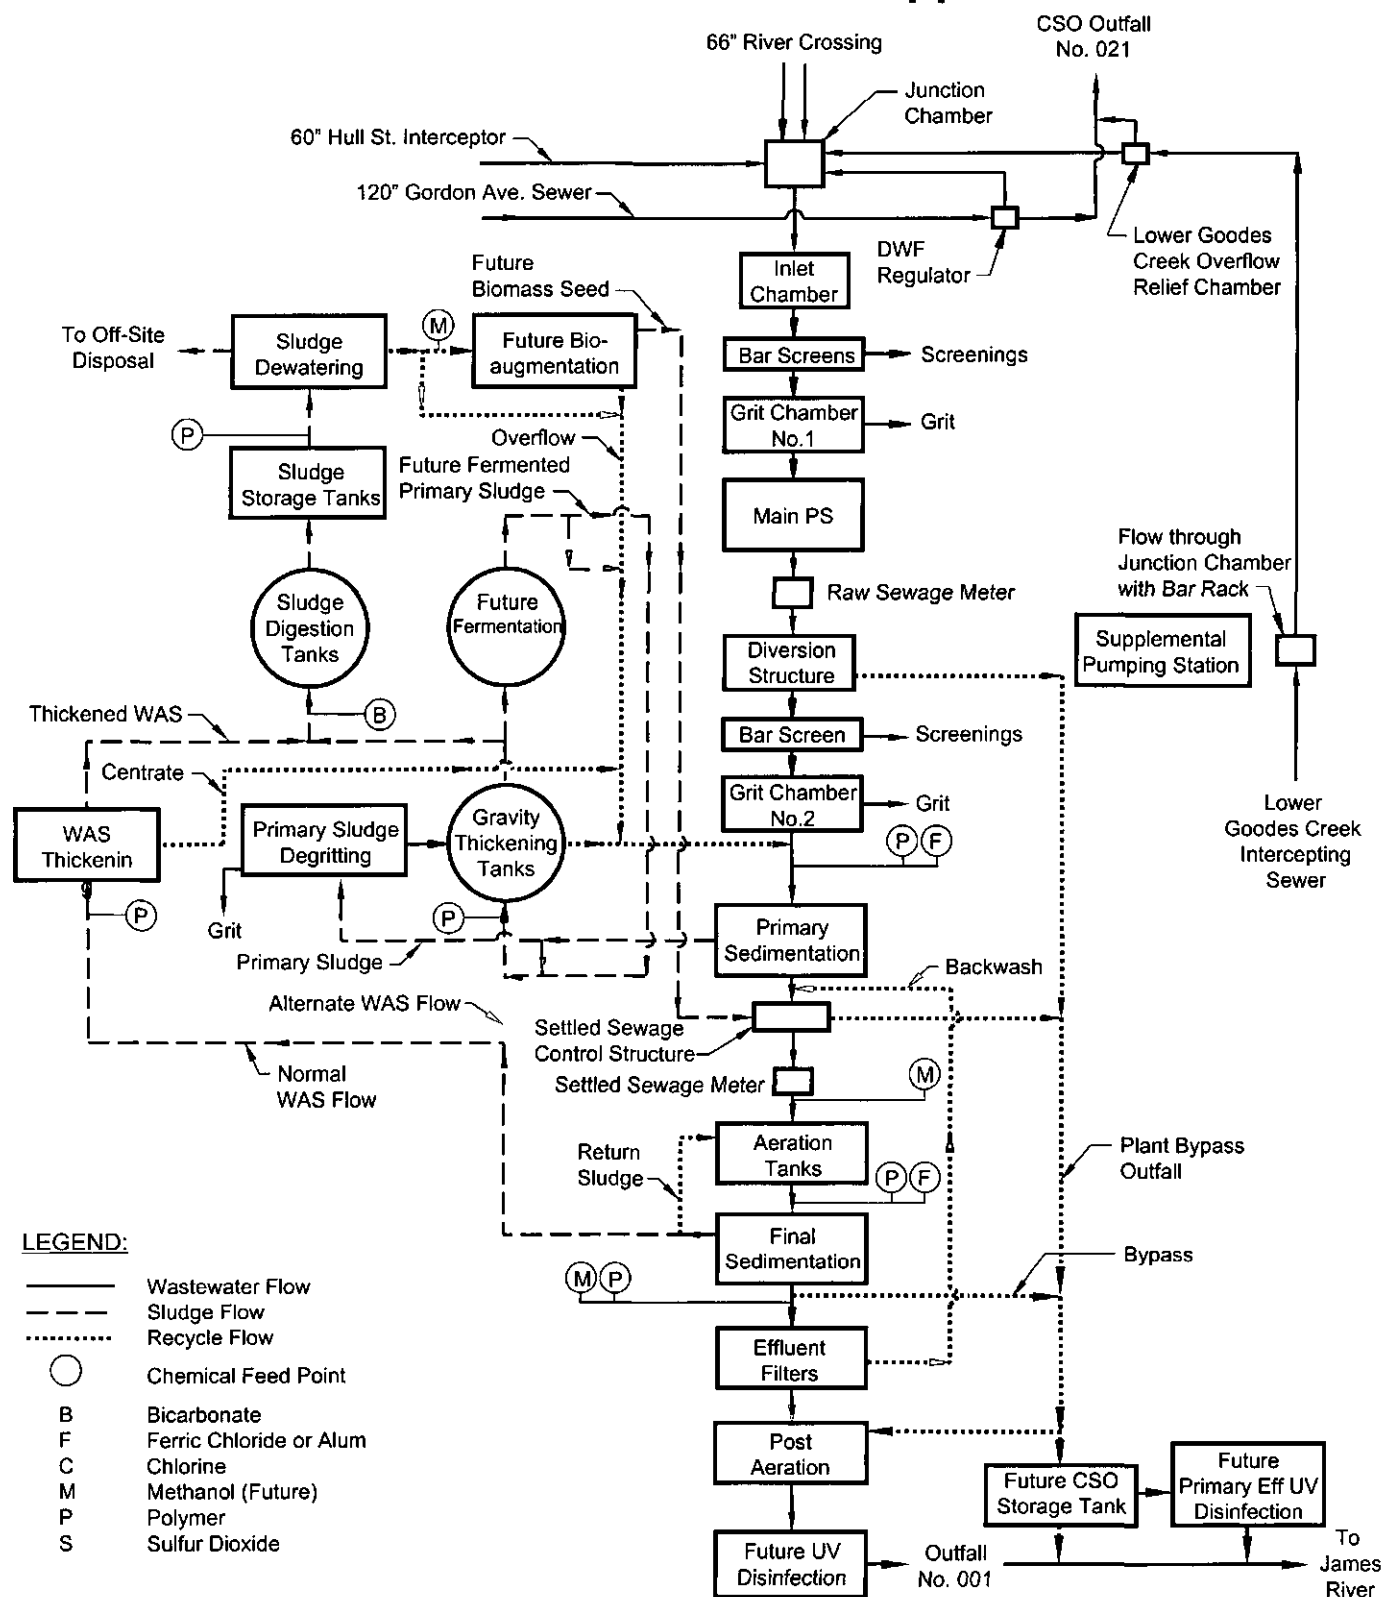 CSO Outfall
No. 021
66" River Crossing
Junction
Chamber
60" Hull St. Interceptor
120" Gordon Ave. Sewer
Lower Goodes
Creek Overflow
Relief Chamber
DWF
Regulator
Inlet
Chamber
Future
Biomass Seed
To Off-Site
Disposal
Sludge
Dewatering
M
Future Bio-
augmentation
Bar Screens
Screenings
Grit Chamber
No.1
Grit
P
Overflow
Future Fermented
Primary Sludge
Sludge
Storage Tanks
Main PS
Flow through
Junction Chamber
with Bar Rack
Raw Sewage Meter
Sludge
Digestion
Tanks
Future
Fermentation
Diversion
Structure
Supplemental
Pumping Station
Thickened WAS
B
Bar Screen
Screenings
Centrate
Grit Chamber
No.2
Grit
WAS
Thickenin
g
Primary Sludge
Degritting
Gravity
Thickening
Tanks
P
F
Lower
Goodes Creek
Intercepting
Sewer
P
Grit
P
Primary Sludge
Primary
Sedimentation
Backwash
Alternate WAS Flow
Settled Sewage
Control Structure
Normal
WAS Flow
Settled Sewage Meter
M
Return
Sludge
Aeration
Tanks
P
F
Plant Bypass
Outfall
Final
Sedimentation
Bypass
M
P
Effluent
Filters
Post
Aeration
Future CSO
Storage Tank
Future
Primary Eff UV
Disinfection
Future UV
Disinfection
Outfall
No. 001
To
James
River
LEGEND:
Wastewater Flow
Sludge Flow
Recycle Flow
Chemical Feed Point
B Bicarbonate
F Ferric Chloride or Alum
C Chlorine
M Methanol (Future)
P Polymer
S Sulfur Dioxide